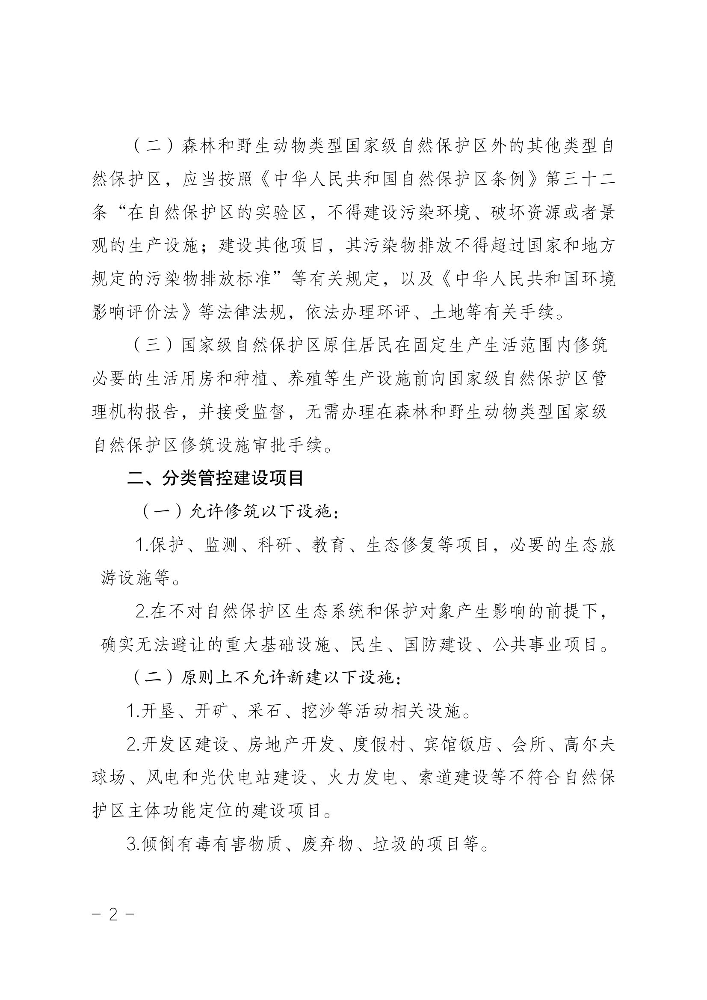 （二）森林和野生动物类型国家级自然保护区外的其他类型自
然保护区，应当按照《中华人民共和国自然保护区条例》第三十二
条“在自然保护区的实验区，不得建设污染环境、破坏资源或者景
观的生产设施；建设其他项目，其污染物排放不得超过国家和地方
规定的污染物排放标准”等有关规定，以及《中华人民共和国环境
影响评价法》等法律法规，依法办理环评、土地等有关手续。
（三）国家级自然保护区原住居民在固定生产生活范围内修筑
必要的生活用房和种植、养殖等生产设施前向国家级自然保护区管
理机构报告，并接受监督，无需办理在森林和野生动物类型国家级
自然保护区修筑设施审批手续。
二、分类管控建设项目
（一）允许修筑以下设施：
1.保护、监测、科研、教育、生态修复等项目，必要的生态旅
游设施等。
2.在不对自然保护区生态系统和保护对象产生影响的前提下，
确实无法避让的重大基础设施、民生、国防建设、公共事业项目。
（二）原则上不允许新建以下设施：
1.开垦、开矿、采石、挖沙等活动相关设施。
2.开发区建设、房地产开发、度假村、宾馆饭店、会所、高尔夫
球场、风电和光伏电站建设、火力发电、索道建设等不符合自然保
护区主体功能定位的建设项目。
3.倾倒有毒有害物质、废弃物、垃圾的项目等。
- 2 -